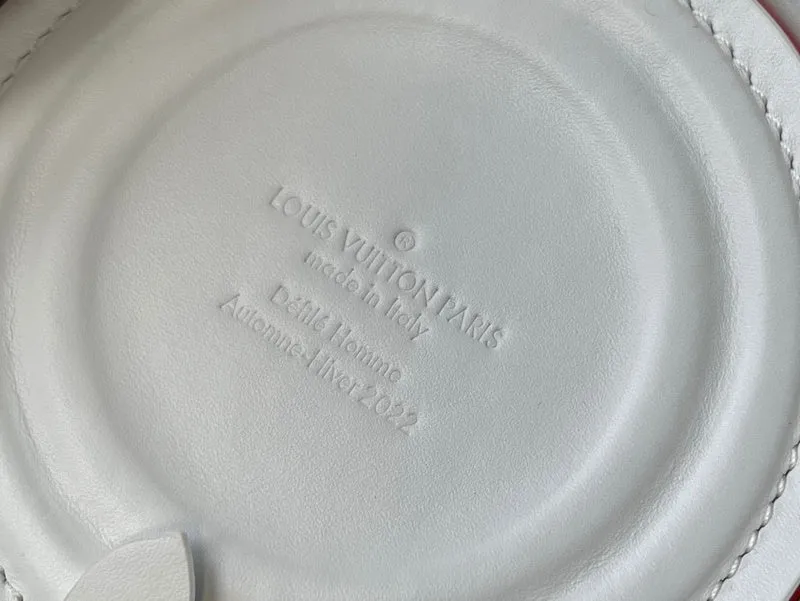 ®
LOUIS VUITTON PARIS
made in Italy
Défilé Homme
Automne-Hiver 2022